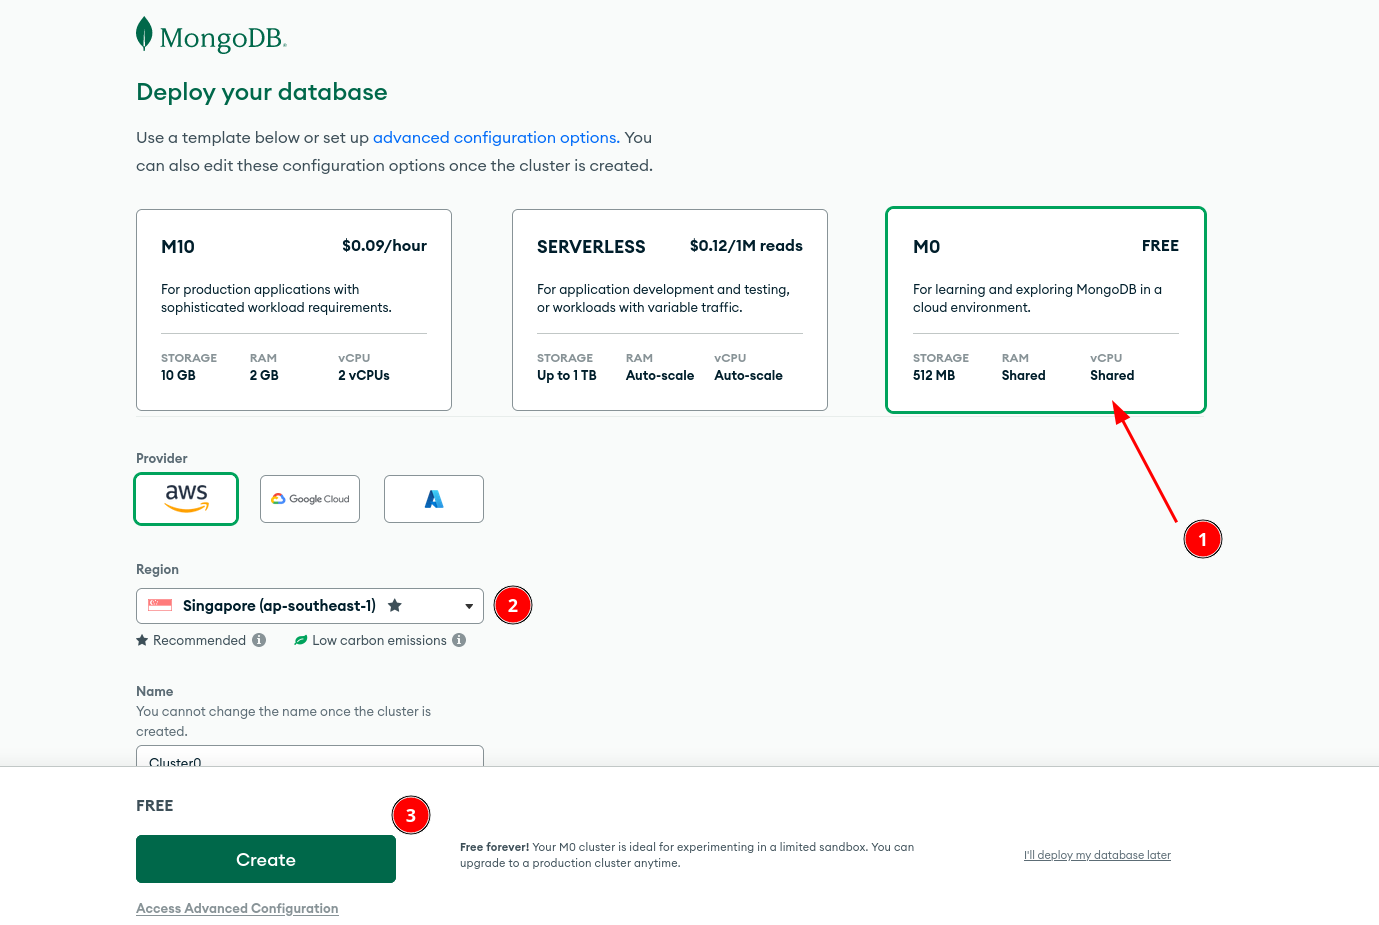 MongoDB.
Deploy your database
Use a template below or set up advanced configuration options. You
can also edit these configuration options once the cluster is created.
M10 $0.09/hour
For production applications with
sophisticated workload requirements.
STORAGE RAM vCPU
10 GB 2 GB 2 vCPUs
SERVERLESS $0.12/1M reads
For application development and testing,
or workloads with variable traffic.
STORAGE RAM vCPU
Up to 1 TB Auto-scale Auto-scale
M0 FREE
For learning and exploring MongoDB in a
cloud environment.
STORAGE RAM vCPU
512 MB Shared Shared
1
Provider
aws Google Cloud
Region
Singapore (ap-southeast-1) 2
Recommended Low carbon emissions
Name
You cannot change the name once the cluster is
created.
Cluster0
FREE
3
Create
Free forever! Your M0 cluster is ideal for experimenting in a limited sandbox. You can
upgrade to a production cluster anytime.
I'll deploy my database later
Access Advanced Configuration